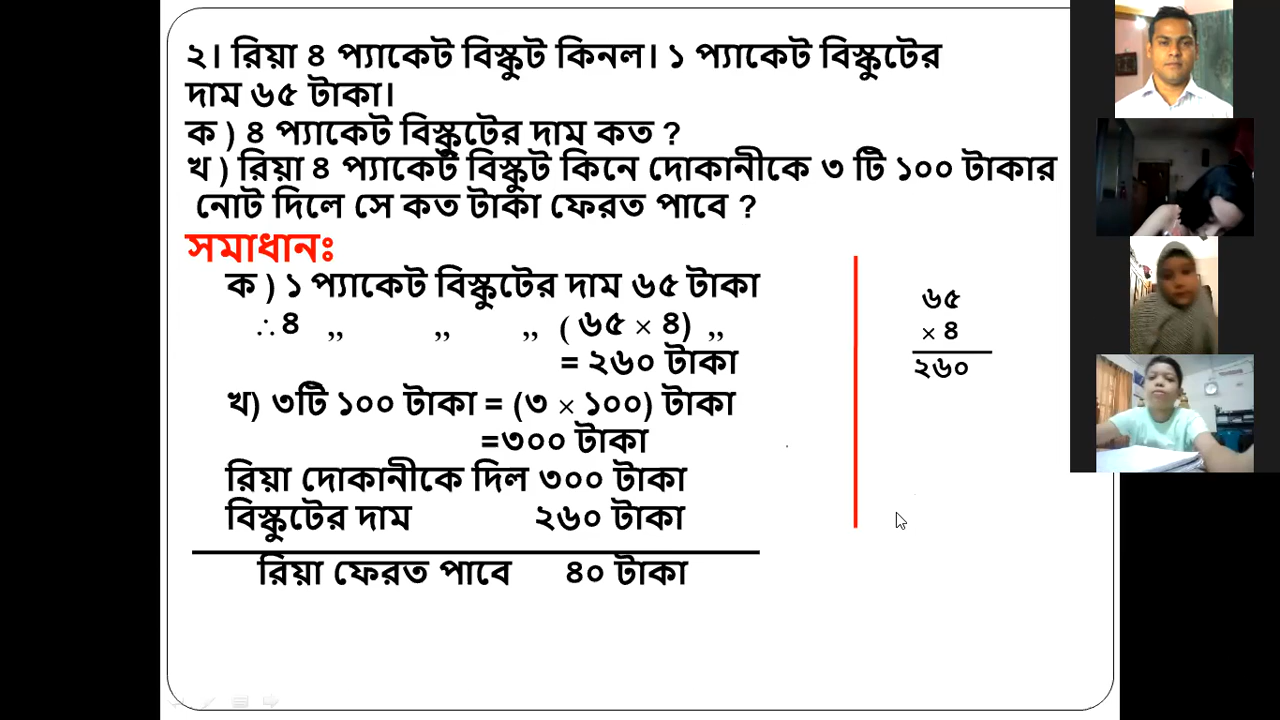 ২। রিয়া ৪ প্যাকেট বিস্কুট কিনল। ১ প্যাকেট বিস্কুটের
দাম ৬৫ টাকা।
ক ) ৪ প্যাকেট বিস্কুটের দাম কত ?
খ ) রিয়া ৪ প্যাকেট বিস্কুট কিনে দোকানীকে ৩ টি ১০০ টাকার
নোট দিলে সে কত টাকা ফেরত পাবে ?
সমাধানঃ
ক ) ১ প্যাকেট বিস্কুটের দাম ৬৫ টাকা
∴ ৪ ,, ,, ,, ( ৬৫ × ৪) ,,
= ২৬০ টাকা
খ) ৩টি ১০০ টাকা = (৩ × ১০০) টাকা
=৩০০ টাকা
রিয়া দোকানীকে দিল ৩০০ টাকা
বিস্কুটের দাম ২৬০ টাকা
রিয়া ফেরত পাবে ৪০ টাকা
৬৫
× ৪
২৬০